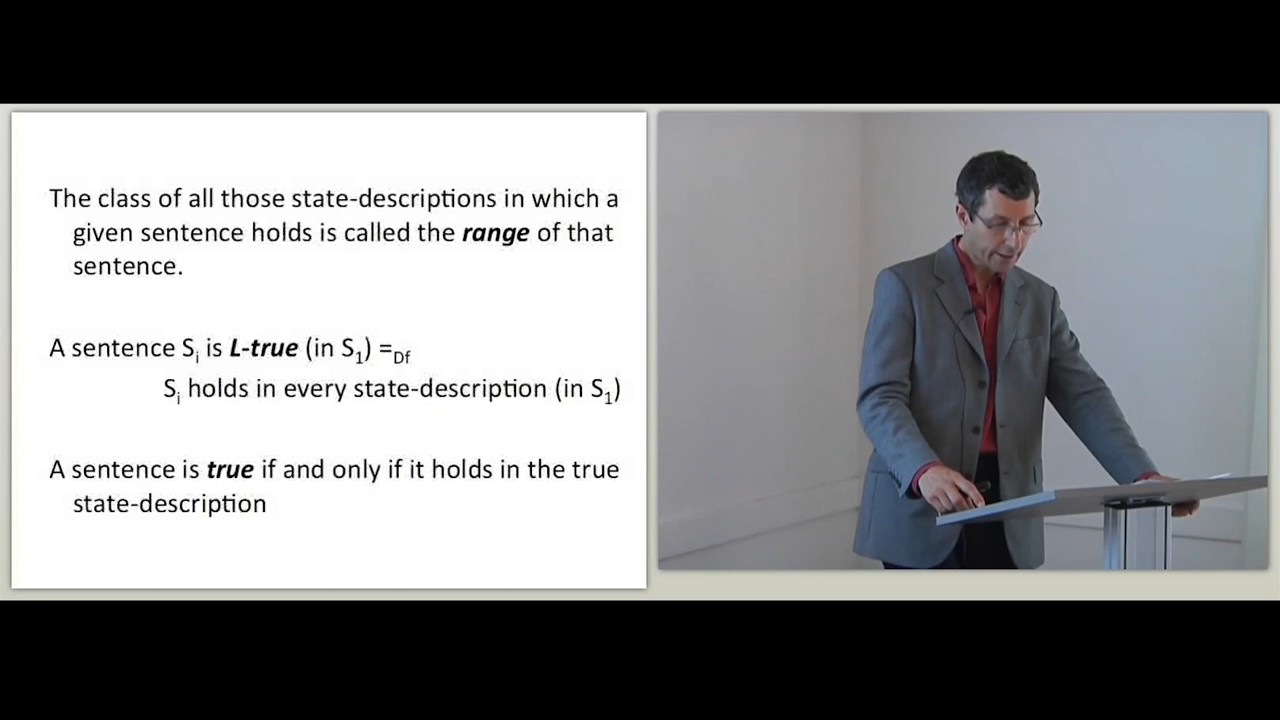 The class of all those state-descriptions in which a
given sentence holds is called the range of that
sentence.
A sentence Sᵢ is L-true (in S₁) =Df
Sᵢ holds in every state-description (in S₁)
A sentence is true if and only if it holds in the true
state-description